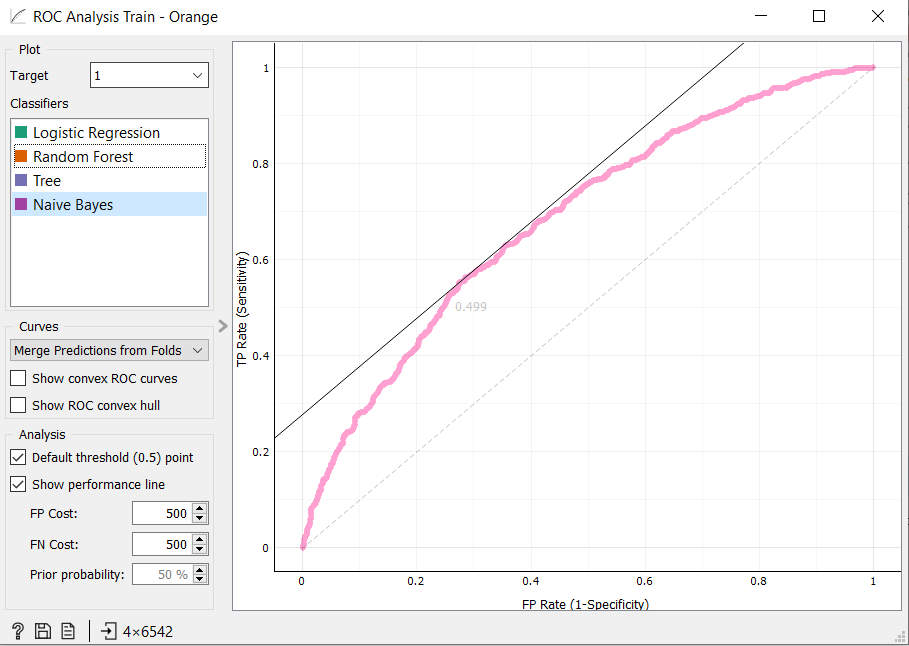 ROC Analysis Train - Orange
Plot
Target
1
Classifiers
Logistic Regression
Random Forest
Tree
Naive Bayes
Curves
Merge Predictions from Folds
Show convex ROC curves
Show ROC convex hull
Analysis
Default threshold (0.5) point
Show performance line
FP Cost: 500
FN Cost: 500
Prior probability: 50 %
? 4×6542
TP Rate (Sensitivity)
1
0.8
0.6
0.4
0.2
0
0.499
0 0.2 0.4 0.6 0.8 1
FP Rate (1-Specificity)